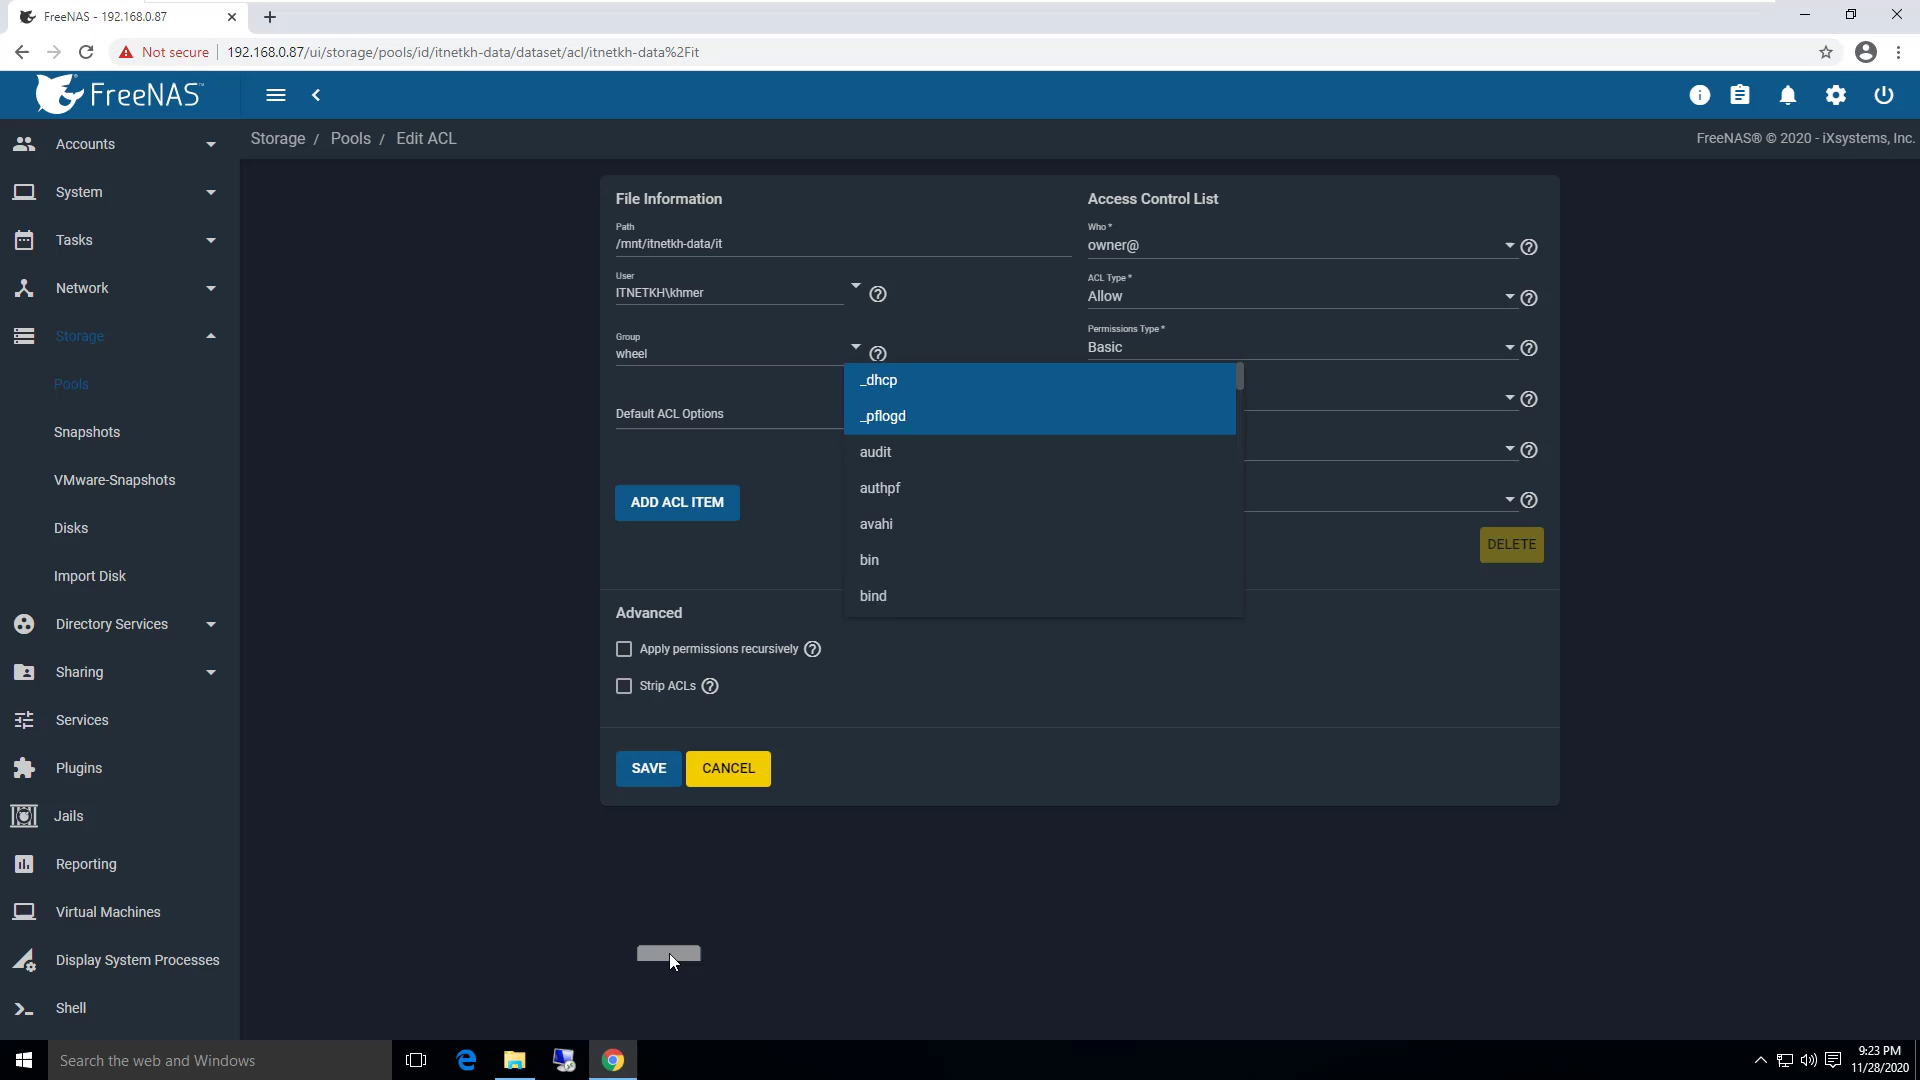 FreeNAS - 192.168.0.87
Not secure
192.168.0.87/ui/storage/pools/id/itnetkh-data/dataset/acl/itnetkh-data%2Fit
FreeNAS™
Accounts
System
Tasks
Network
Storage
Pools
Snapshots
VMware-Snapshots
Disks
Import Disk
Directory Services
Sharing
Services
Plugins
Jails
Reporting
Virtual Machines
Display System Processes
Shell
Storage / Pools / Edit ACL
FreeNAS® © 2020 - iXsystems, Inc.
File Information
Path
/mnt/itnetkh-data/it
User
ITNETKH\khmer
Group
wheel
Default ACL Options
ADD ACL ITEM
_dhcp
_pflogd
audit
authpf
avahi
bin
bind
Access Control List
Who *
owner@
ACL Type *
Allow
Permissions Type *
Basic
DELETE
Advanced
Apply permissions recursively
Strip ACLs
SAVE
CANCEL
Search the web and Windows
9:23 PM
11/28/2020